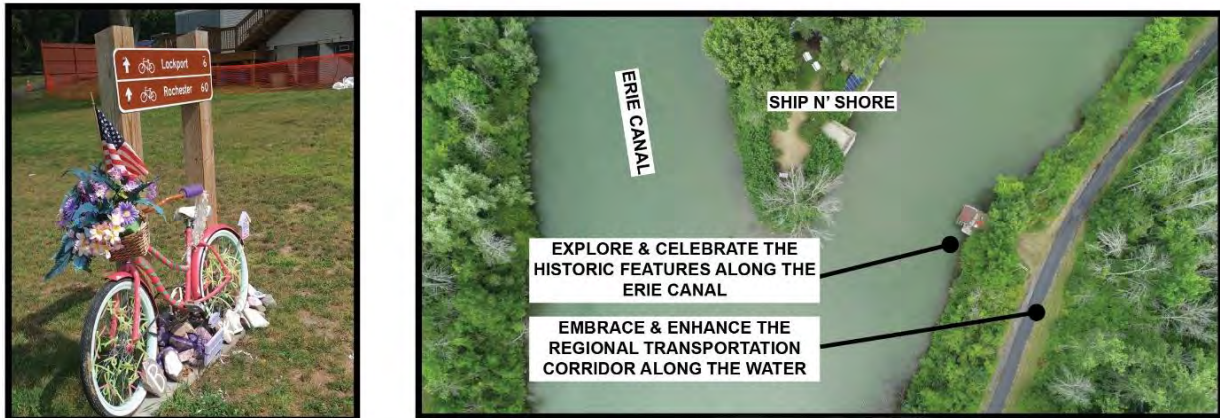 Lockport 6
Rochester 60
B
ERIE CANAL
SHIP N' SHORE
EXPLORE & CELEBRATE THE
HISTORIC FEATURES ALONG THE
ERIE CANAL
EMBRACE & ENHANCE THE
REGIONAL TRANSPORTATION
CORRIDOR ALONG THE WATER